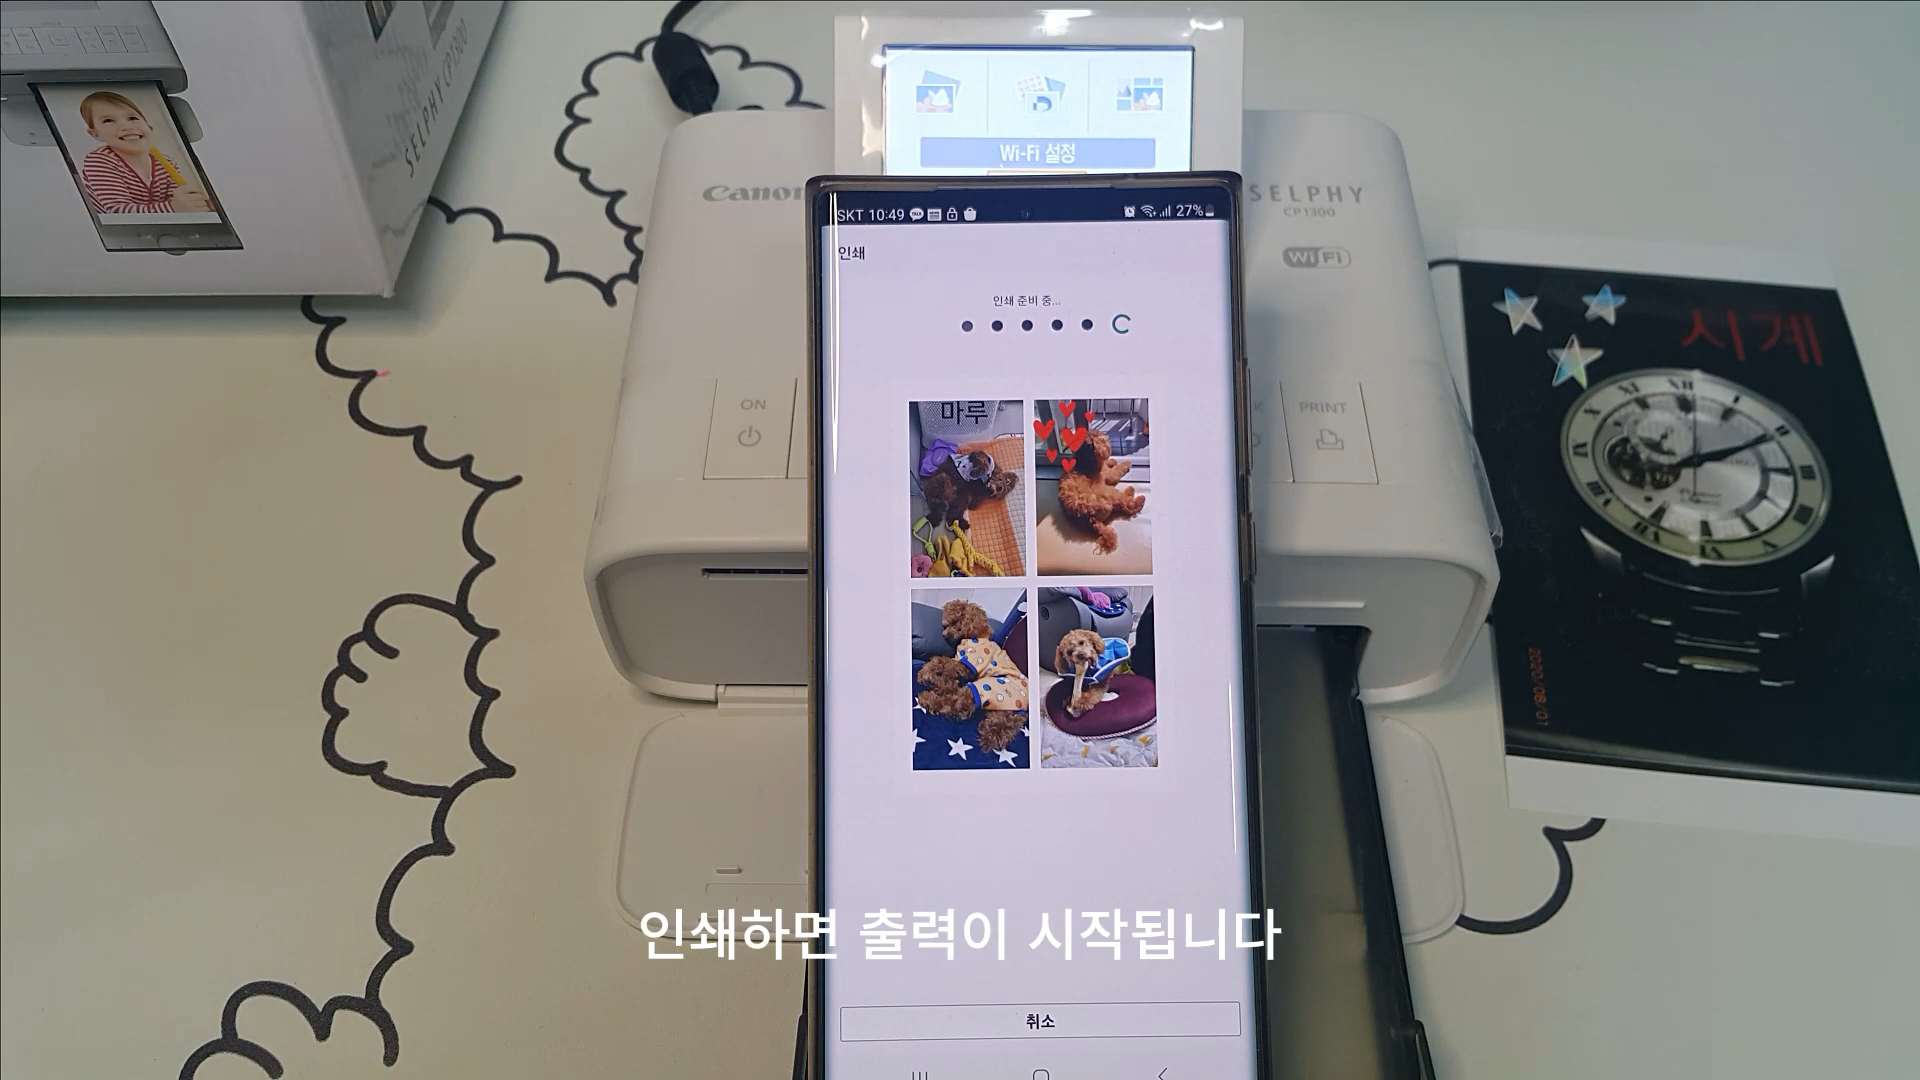 SELPHY CP1300
Wi-Fi 설정
Canon
SELPHY
CP1300
Wi Fi
SKT 10:49
27%
인쇄
인쇄 준비 중...
ON
PRINT
마루
시계
XII
2020/08/01
인쇄하면 출력이 시작됩니다
취소